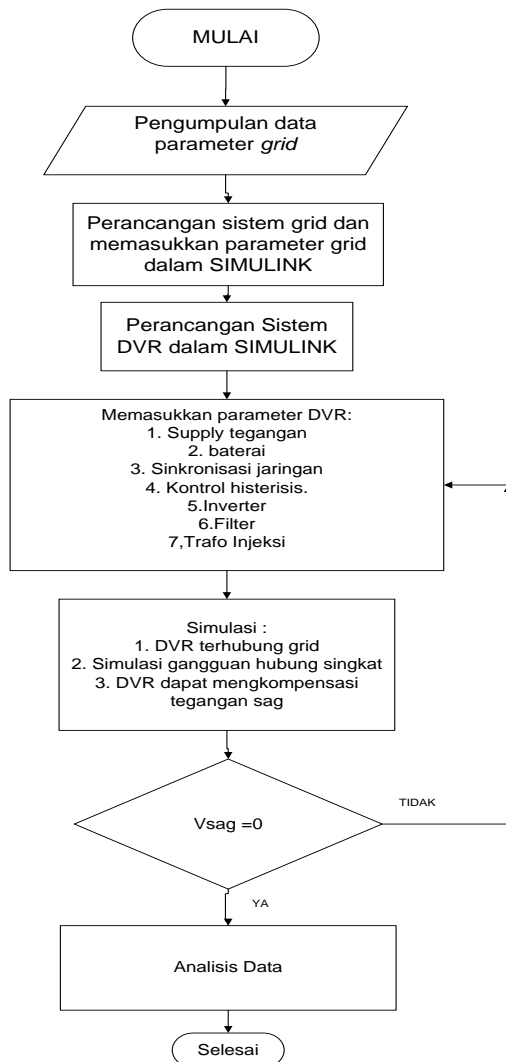 MULAI
Pengumpulan data
parameter grid
Perancangan sistem grid dan
memasukkan parameter grid
dalam SIMULINK
Perancangan Sistem
DVR dalam SIMULINK
Memasukkan parameter DVR:
1. Supply tegangan
2. baterai
3. Sinkronisasi jaringan
4. Kontrol histerisis.
5.Inverter
6.Filter
7,Trafo Injeksi
Simulasi :
1. DVR terhubung grid
2. Simulasi gangguan hubung singkat
3. DVR dapat mengkompensasi
tegangan sag
Vsag =0
TIDAK
YA
Analisis Data
Selesai